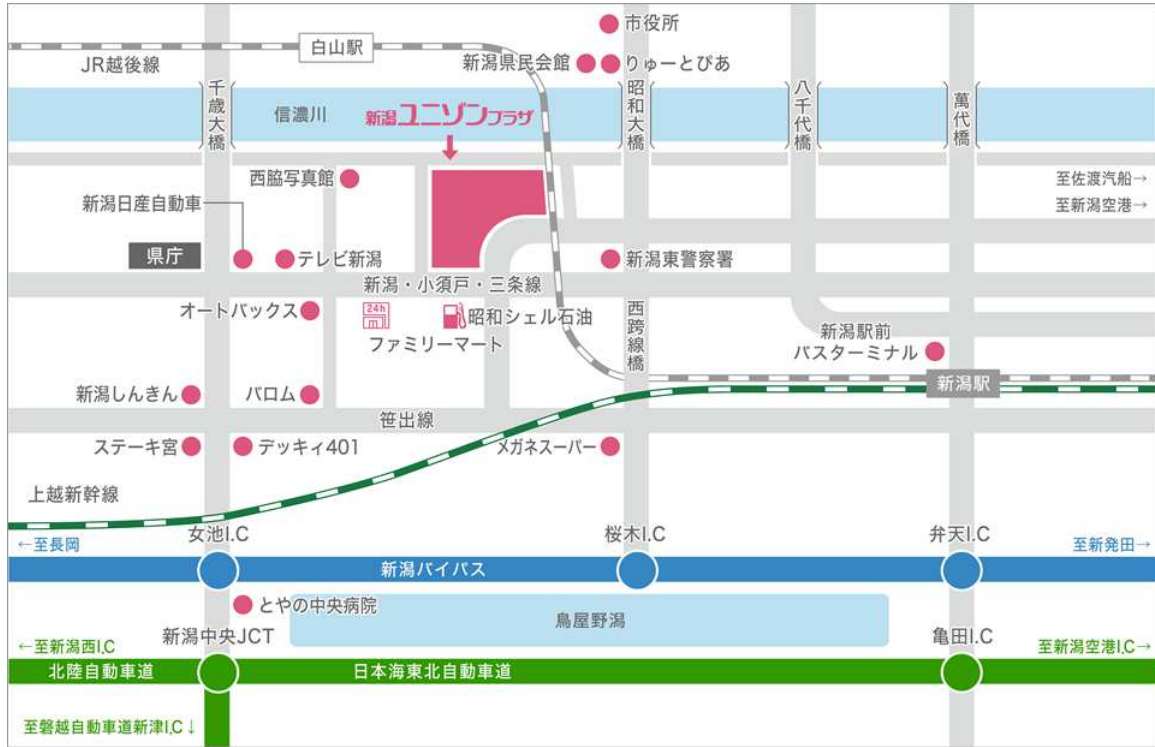 市役所
白山駅
新潟県民会館
りゅーとぴあ
JR越後線
千歳大橋
信濃川
新潟ユニゾンプラザ
昭和大橋
八千代橋
萬代橋
西脇写真館
至佐渡汽船→
新潟日産自動車
至新潟空港→
県庁
テレビ新潟
新潟東警察署
新潟・小須戸・三条線
オートバックス
24h
昭和シェル石油
ファミリーマート
西跨線橋
新潟駅前
バスターミナル
新潟駅
新潟しんきん
バロム
笹出線
ステーキ宮
デッキィ401
メガネスーパー
上越新幹線
女池I.C
桜木I.C
弁天I.C
←至長岡
至新発田→
新潟バイパス
とやの中央病院
鳥屋野潟
新潟中央JCT
亀田I.C
←至新潟西I.C
至新潟空港I.C→
北陸自動車道
日本海東北自動車道
至磐越自動車道新津I.C↓